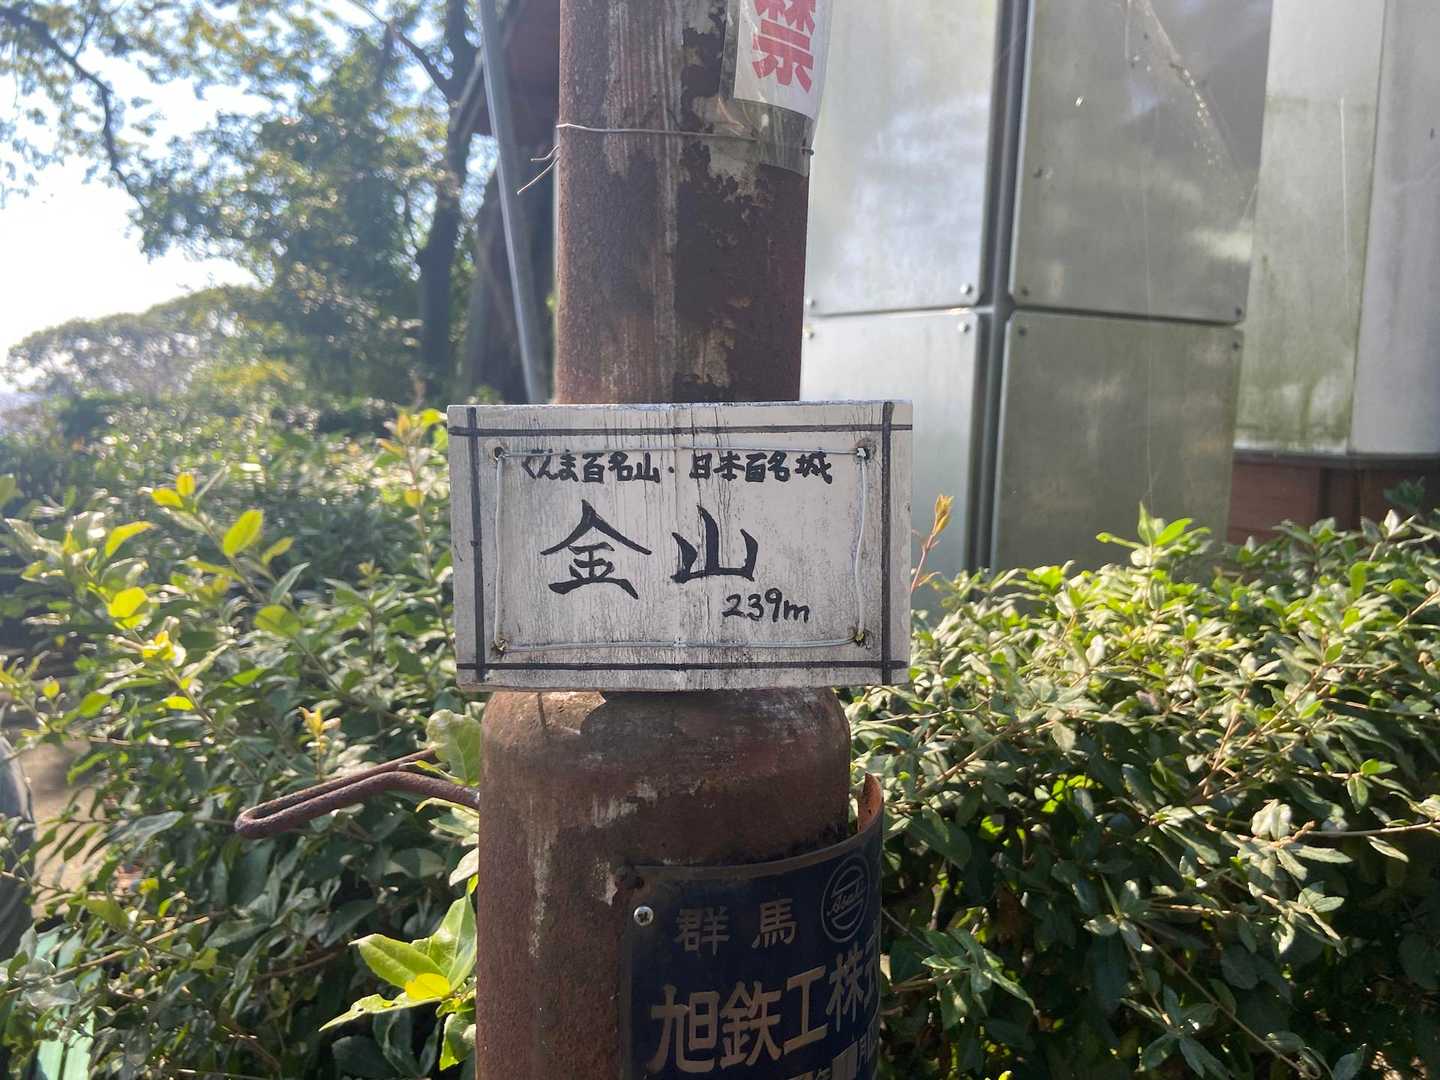 禁
ぐんま百名山・日本百名城
金山
239m
群馬
旭鉄工株式